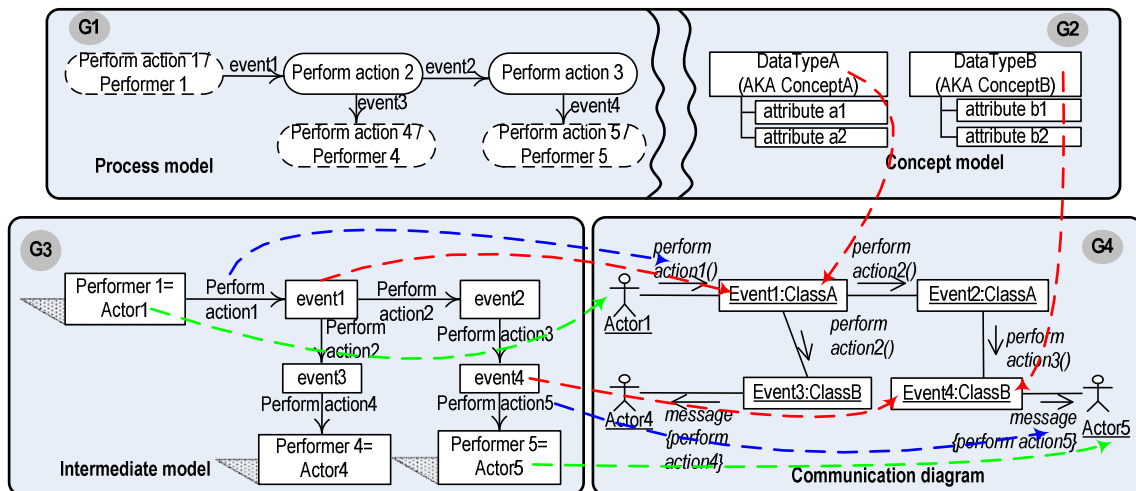 G1
G2
Perform action 1 /
Performer 1
event1
Perform action 2
event2
Perform action 3
event3
event4
Perform action 4 /
Performer 4
Perform action 5 /
Performer 5
Process model
DataTypeA
(AKA ConceptA)
attribute a1
attribute a2
DataTypeB
(AKA ConceptB)
attribute b1
attribute b2
Concept model
G3
Performer 1=
Actor1
Perform
action1
event1
Perform
action2
event2
Perform
action2
Perform action3
event3
event4
Perform action4
Perform action5
Performer 4=
Actor4
Performer 5=
Actor5
Intermediate model
G4
perform
action1()
Actor1
Event1:ClassA
action2()
Event2:ClassA
perform
action2()
perform
action3()
Actor4
Event3:ClassB
Event4:ClassB
message
{perform
action4}
message
{perform action5}
Actor5
Communication diagram